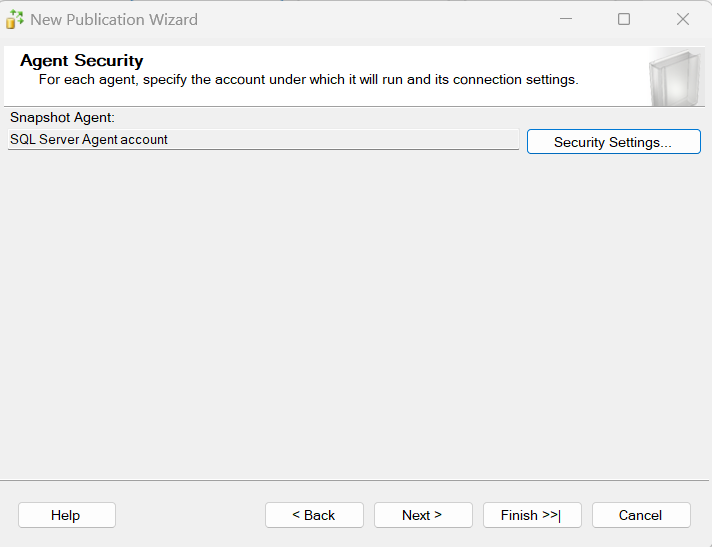 New Publication Wizard
Agent Security
For each agent, specify the account under which it will run and its connection settings.
Snapshot Agent:
SQL Server Agent account
Security Settings...
Help
< Back
Next >
Finish >>|
Cancel